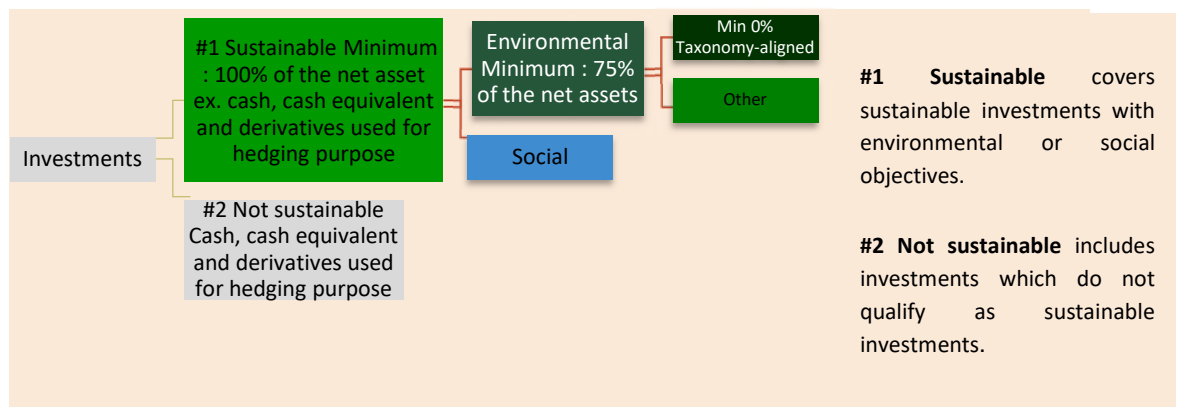 Investments
#1 Sustainable Minimum
: 100% of the net asset
ex. cash, cash equivalent
and derivatives used for
hedging purpose
#2 Not sustainable
Cash, cash equivalent
and derivatives used
for hedging purpose
Environmental
Minimum : 75%
of the net assets
Social
Min 0%
Taxonomy-aligned
Other
#1 Sustainable covers
sustainable investments with
environmental or social
objectives.
#2 Not sustainable includes
investments which do not
qualify as sustainable
investments.